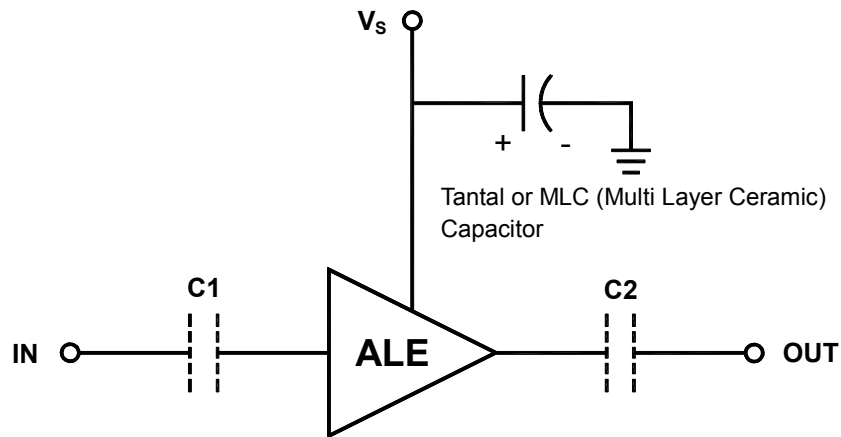 Vs
+ -
Tantal or MLC (Multi Layer Ceramic)
Capacitor
C1
C2
IN
ALE
OUT